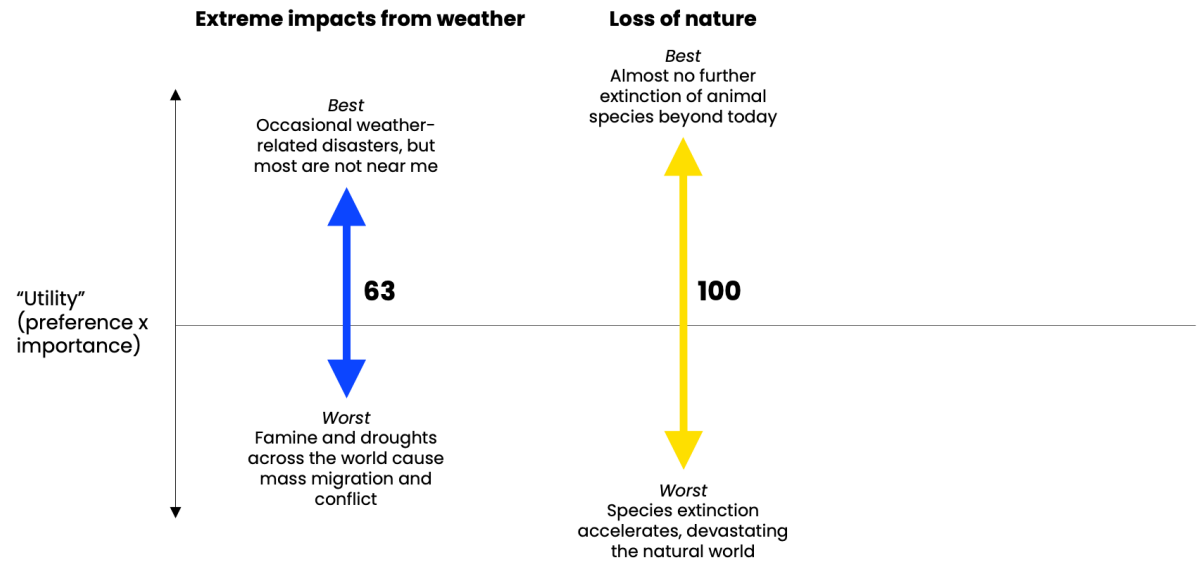 Extreme impacts from weather
Loss of nature
Best
Almost no further
extinction of animal
species beyond today
Best
Occasional weather-
related disasters, but
most are not near me
63
100
“Utility”
(preference x
importance)
Worst
Famine and droughts
across the world cause
mass migration and
conflict
Worst
Species extinction
accelerates, devastating
the natural world